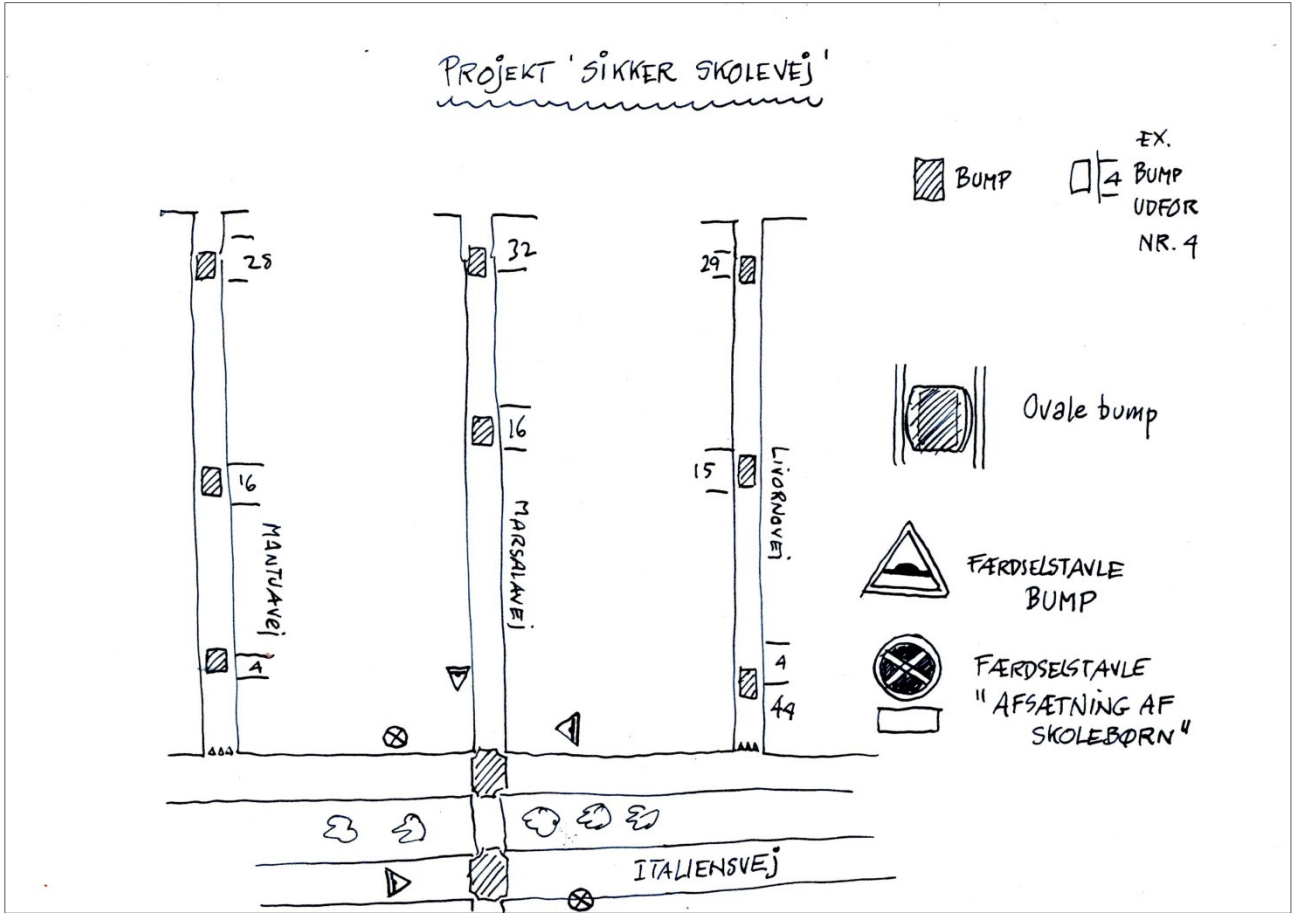 PROJEKT 'SIKKER SKOLEVEJ'
BUMP
4
EX.
BUMP
UDFOR
NR. 4
28
32
29
16
16
15
MANTUAVEJ
MARSALAVEJ
LIVORNOVEJ
4
4
44
Ovale bump
FÆRDSELSTAVLE
BUMP
FÆRDSELSTAVLE
"AFSÆTNING AF
SKOLEBØRN"
ITALIENSVEJ